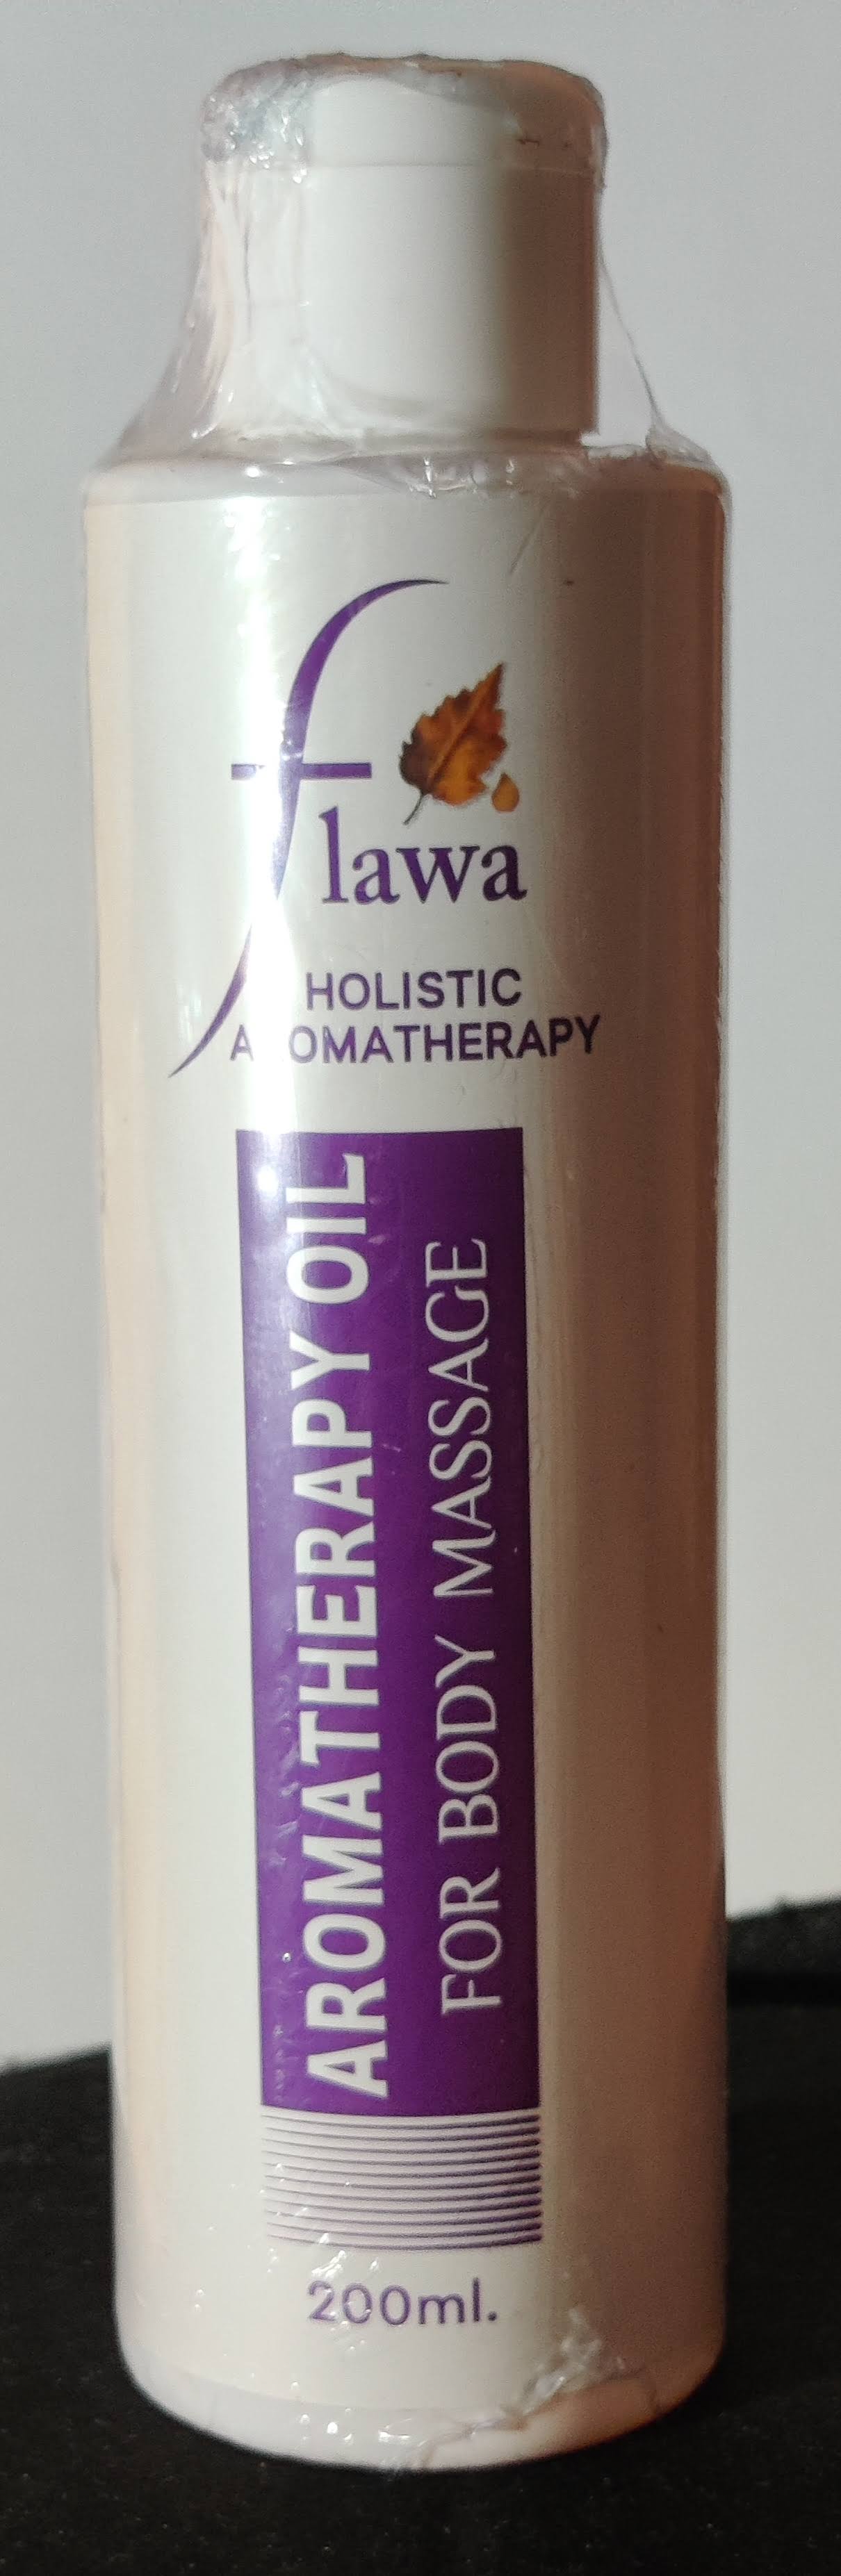 flawa
HOLISTIC
AROMATHERAPY
AROMATHERAPY OIL
FOR BODY MASSAGE
200ml.